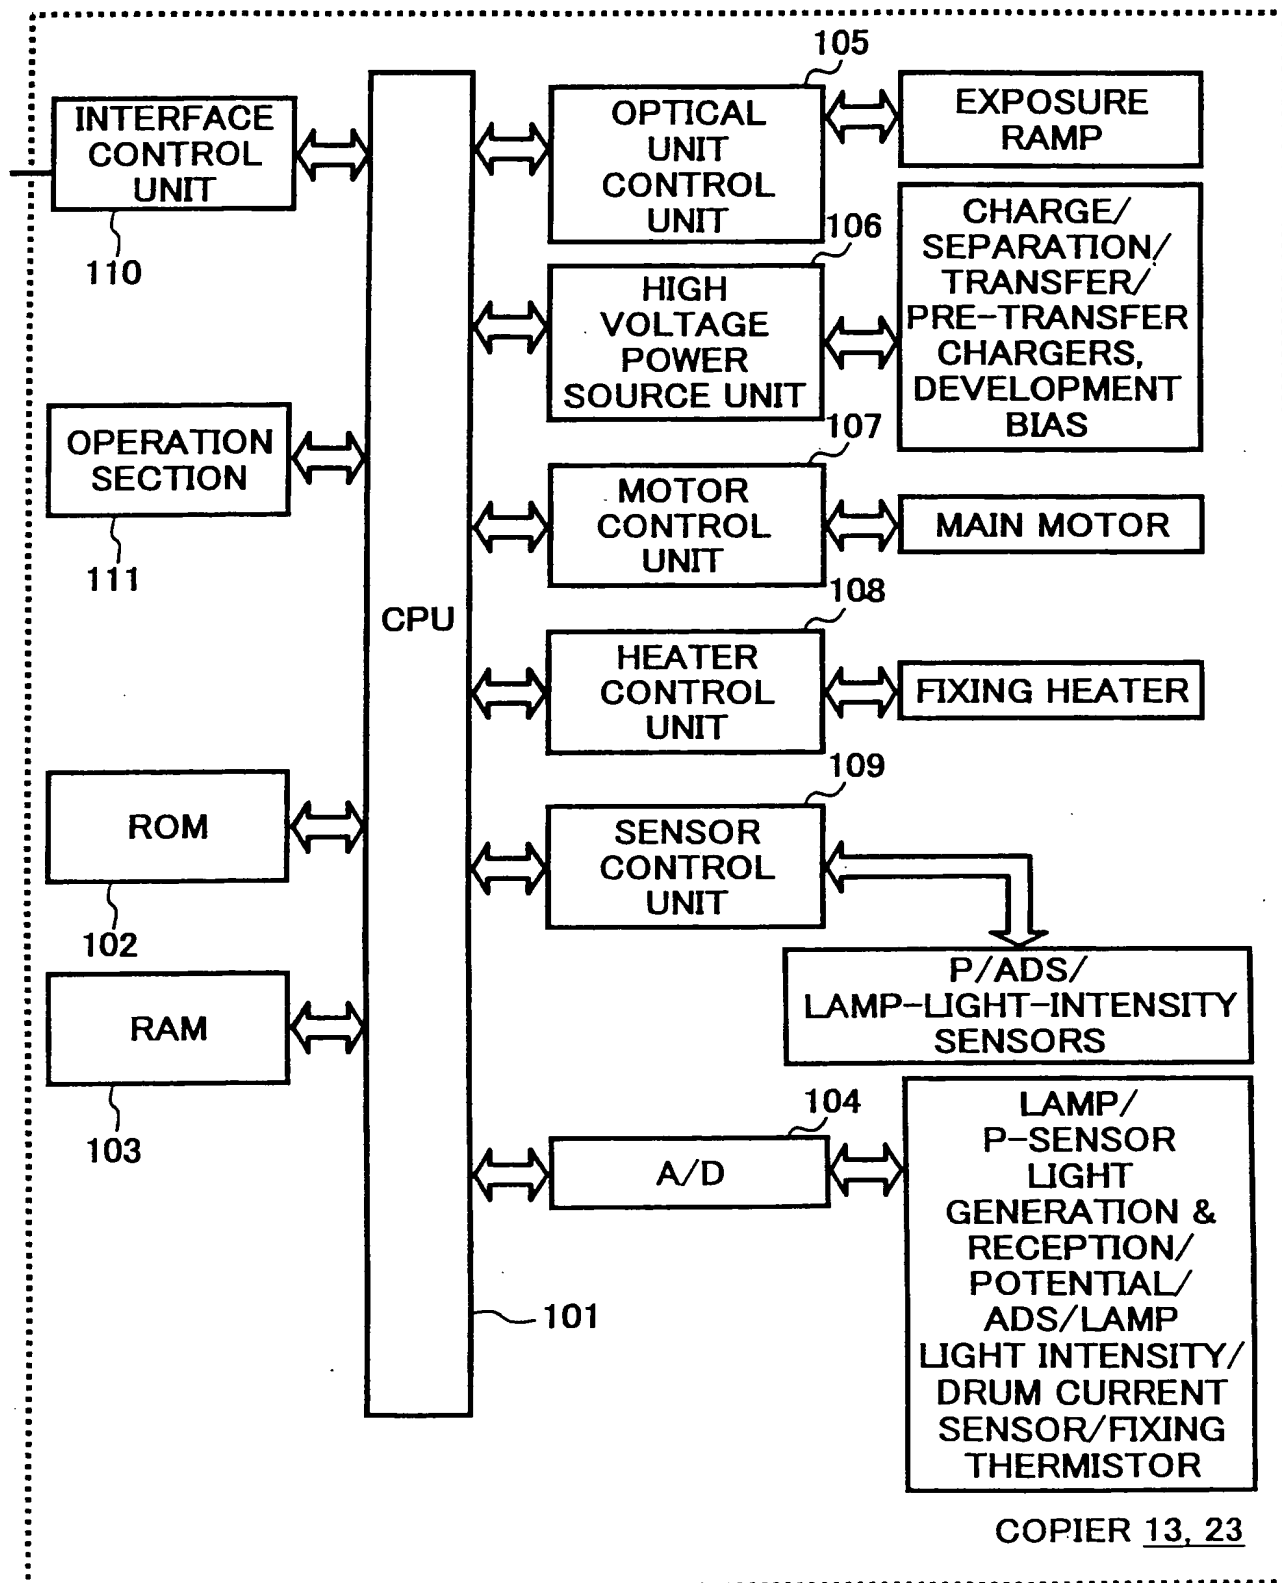 INTERFACE
CONTROL
UNIT
110
OPERATION
SECTION
111
ROM
102
RAM
103
CPU
101
105
OPTICAL
UNIT
CONTROL
UNIT
EXPOSURE
RAMP
106
HIGH
VOLTAGE
POWER
SOURCE UNIT
CHARGE/
SEPARATION/
TRANSFER/
PRE-TRANSFER
CHARGERS,
DEVELOPMENT
BIAS
107
MOTOR
CONTROL
UNIT
MAIN MOTOR
108
HEATER
CONTROL
UNIT
FIXING HEATER
109
SENSOR
CONTROL
UNIT
P/ADS/
LAMP-LIGHT-INTENSITY
SENSORS
104
A/D
LAMP/
P-SENSOR
LIGHT
GENERATION &
RECEPTION/
POTENTIAL/
ADS/LAMP
LIGHT INTENSITY/
DRUM CURRENT
SENSOR/FIXING
THERMISTOR
COPIER 13, 23